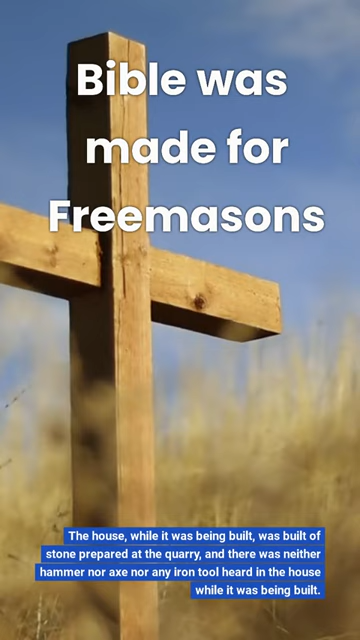 Bible was
made for
Freemasons
The house, while it was being built, was built of
stone prepared at the quarry, and there was neither
hammer nor axe nor any iron tool heard in the house
while it was being built.